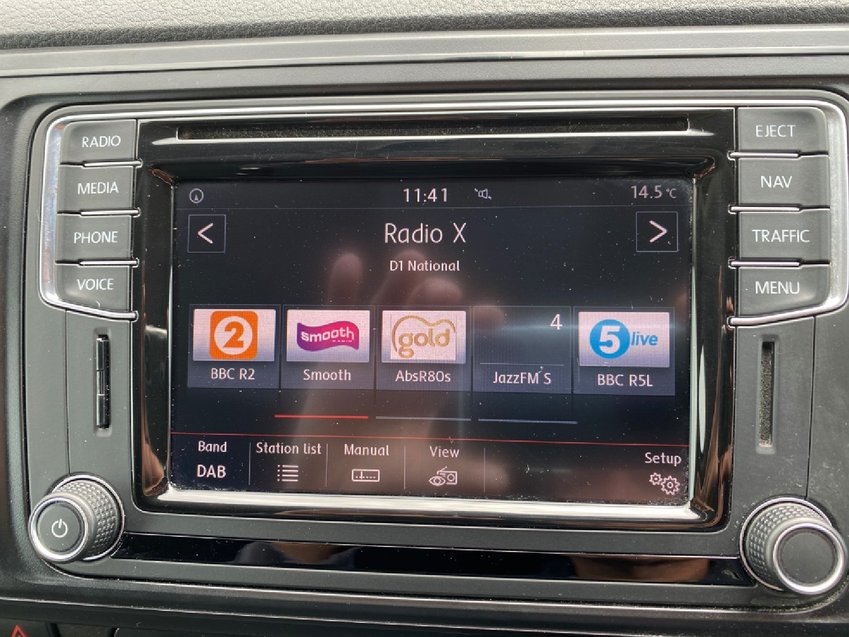 RADIO
MEDIA
PHONE
VOICE
EJECT
NAV
TRAFFIC
MENU
11:41
14.5°C
<
Radio X
>
D1 National
2
smooth
RADIO
gold
4
5 live
BBC R2
Smooth
AbsR80s
JazzFM S
BBC R5L
Band
DAB
Station list
Manual
View
Setup